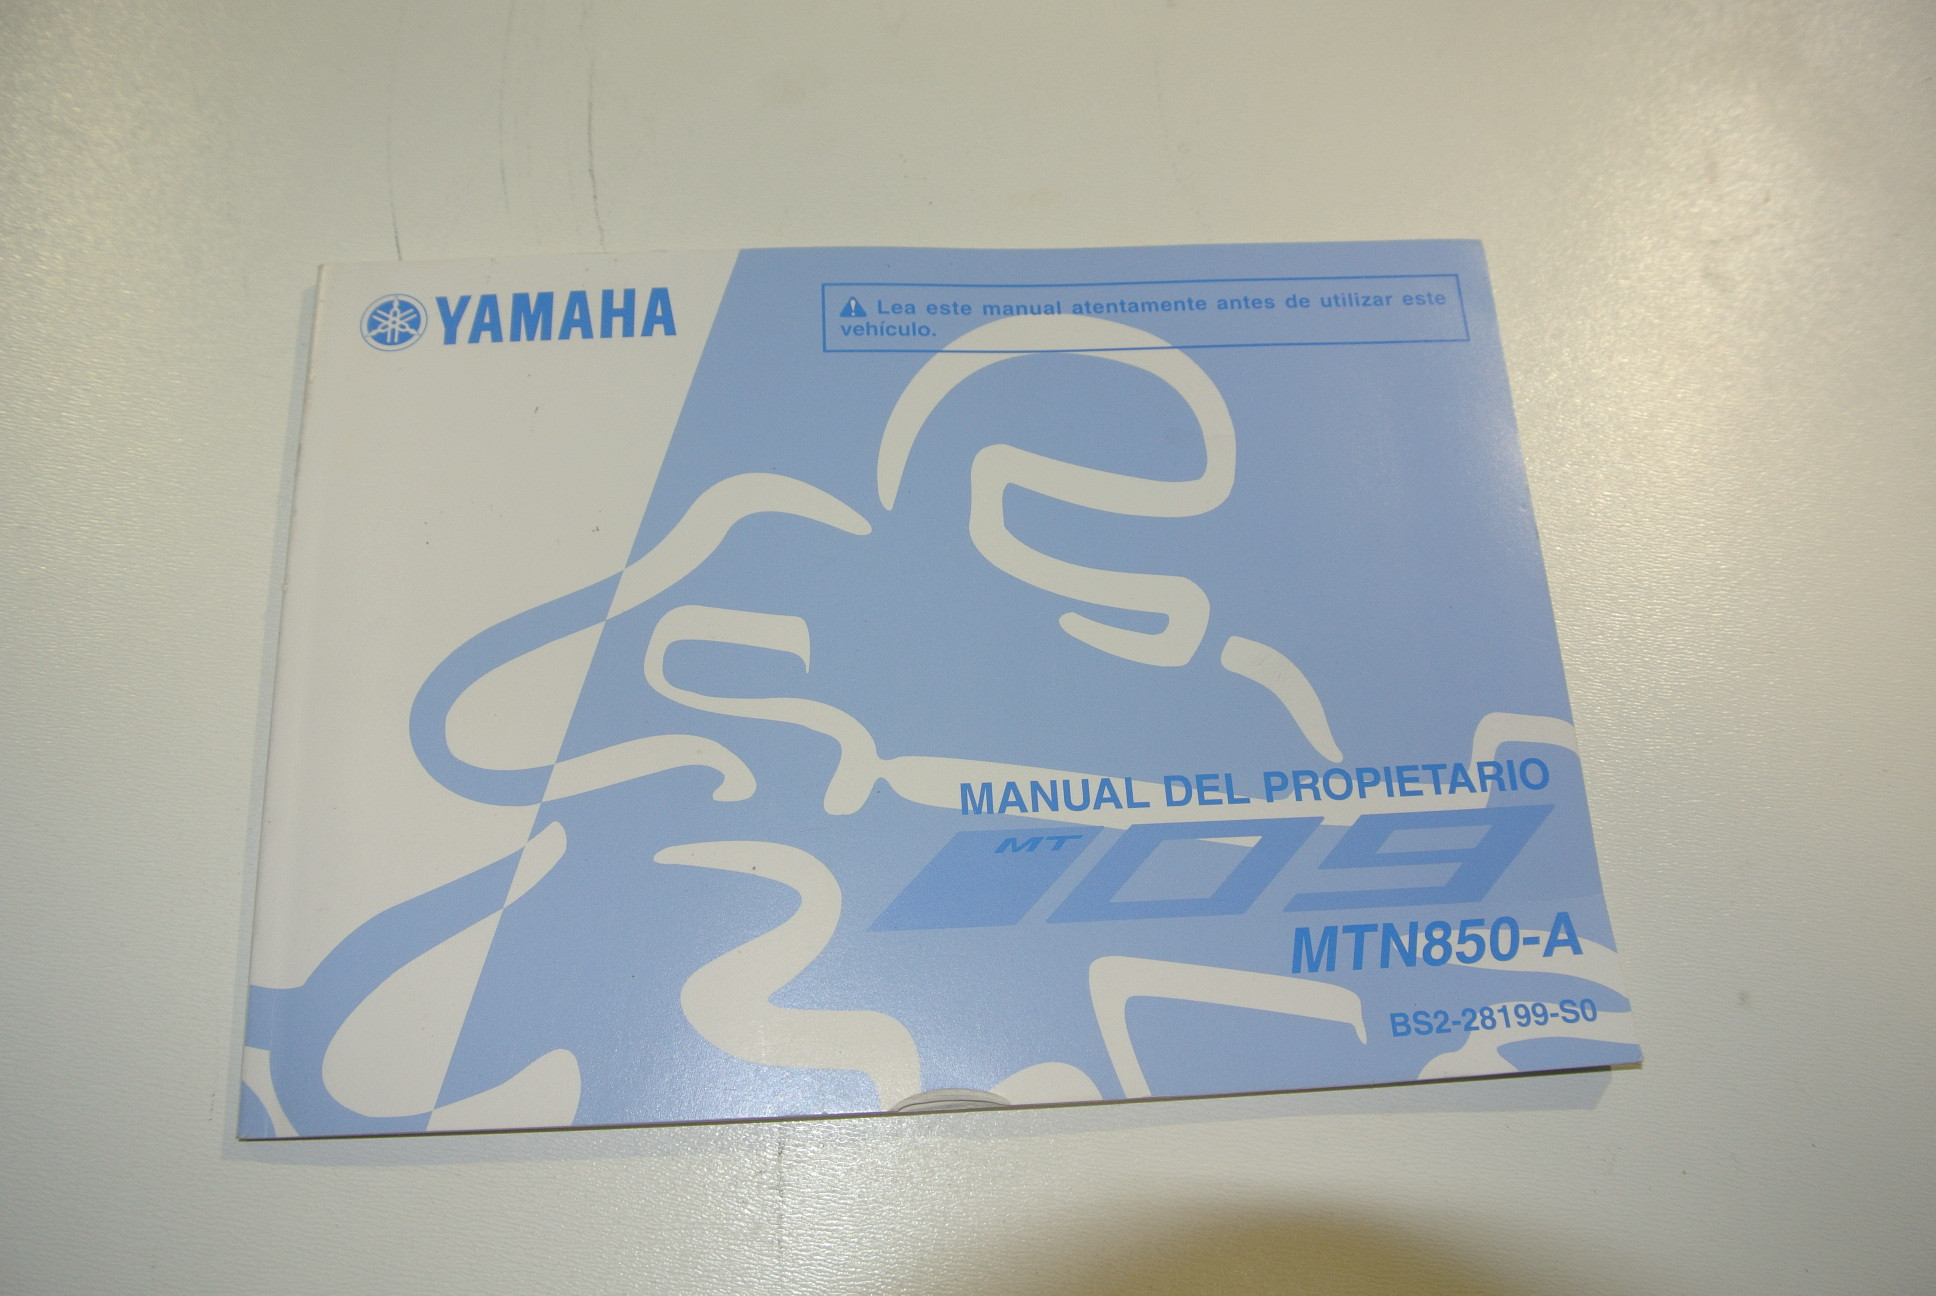 YAMAHA
⚠ Lea este manual atentamente antes de utilizar este
vehículo.
MANUAL DEL PROPIETARIO
MT
09
MTN850-A
BS2-28199-S0